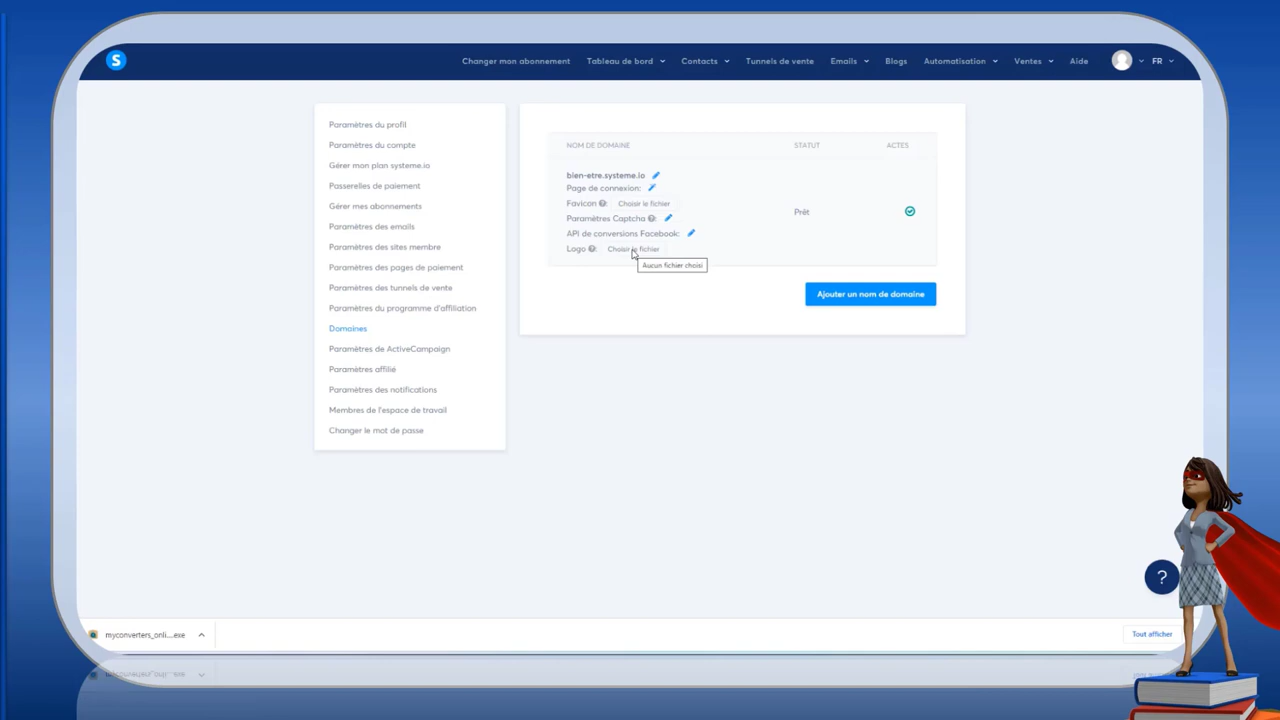 S
Changer mon abonnement Tableau de bord Contacts Tunnels de vente Emails Blogs Automatisation Ventes Aide FR
Paramètres du profil
Paramètres du compte
Gérer mon plan systeme.io
Passerelles de paiement
Gérer mes abonnements
Paramètres des emails
Paramètres des sites membre
Paramètres des pages de paiement
Paramètres des tunnels de vente
Paramètres du programme d'affiliation
Domaines
Paramètres de ActiveCampaign
Paramètres affilié
Paramètres des notifications
Membres de l'espace de travail
Changer le mot de passe
NOM DE DOMAINE STATUT ACTES
bien-etre.systeme.io
Page de connexion:
Favicon ? Choisir le fichier
Paramètres Captcha ?:
Prêt
API de conversions Facebook:
Logo ? Choisir le fichier
Aucun fichier choisi
Ajouter un nom de domaine
?
myconverters_onli....exe
Tout afficher